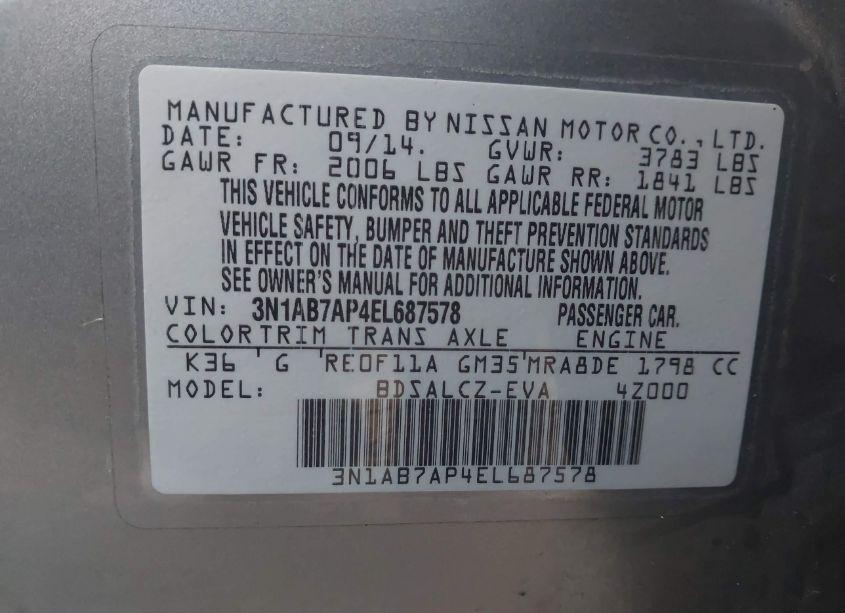 MANUFACTURED BY NISSAN MOTOR CO., LTD.
DATE: 09/14. GVWR: 3783 LBS
GAWR FR: 2006 LBS GAWR RR: 1841 LBS
THIS VEHICLE CONFORMS TO ALL APPLICABLE FEDERAL MOTOR
VEHICLE SAFETY, BUMPER AND THEFT PREVENTION STANDARDS
IN EFFECT ON THE DATE OF MANUFACTURE SHOWN ABOVE.
SEE OWNER'S MANUAL FOR ADDITIONAL INFORMATION.
VIN: 3N1AB7AP4EL687578 PASSENGER CAR.
COLOR TRIM TRANS AXLE ENGINE
K36 G RE0F11A GM35 MRA8DE 1798 CC
MODEL: BDSALCZ-EVA 4Z000
3N1AB7AP4EL687578